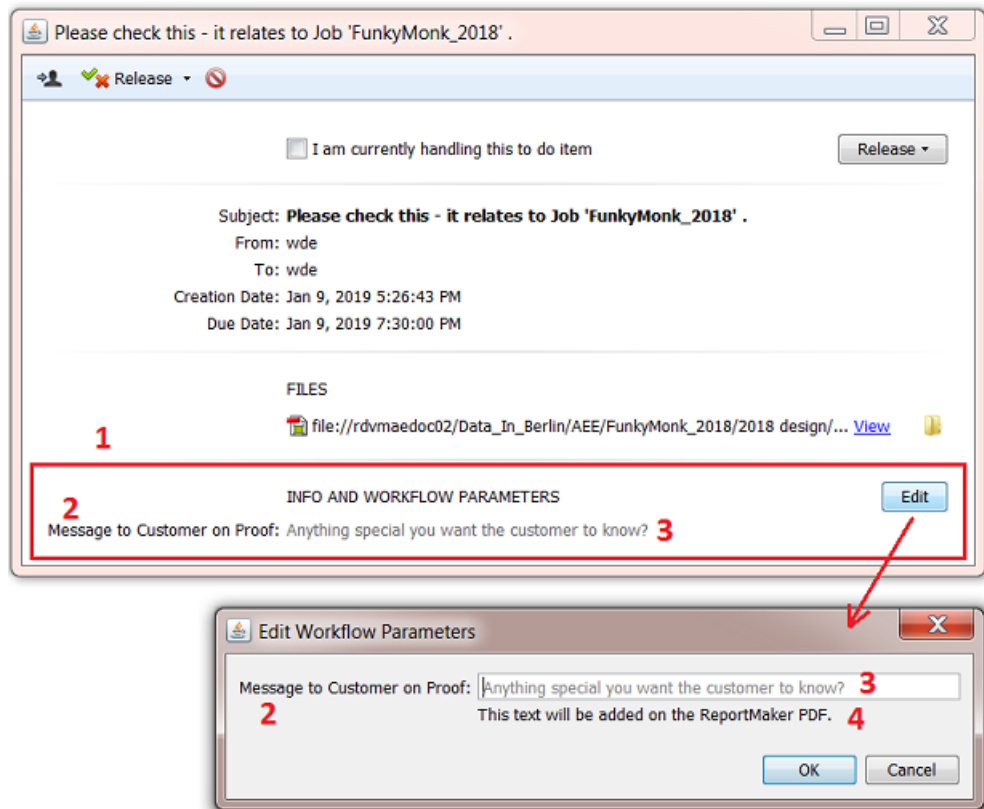 Please check this - it relates to Job 'FunkyMonk_2018' .
Release
I am currently handling this to do item
Release
Subject: Please check this - it relates to Job 'FunkyMonk_2018' .
From: wde
To: wde
Creation Date: Jan 9, 2019 5:26:43 PM
Due Date: Jan 9, 2019 7:30:00 PM
FILES
file://rdvmaedoc02/Data_In_Berlin/AEE/FunkyMonk_2018/2018 design/... View
1
INFO AND WORKFLOW PARAMETERS Edit
2
Message to Customer on Proof: Anything special you want the customer to know? 3
Edit Workflow Parameters
Message to Customer on Proof: Anything special you want the customer to know? 3
2 This text will be added on the ReportMaker PDF. 4
OK Cancel